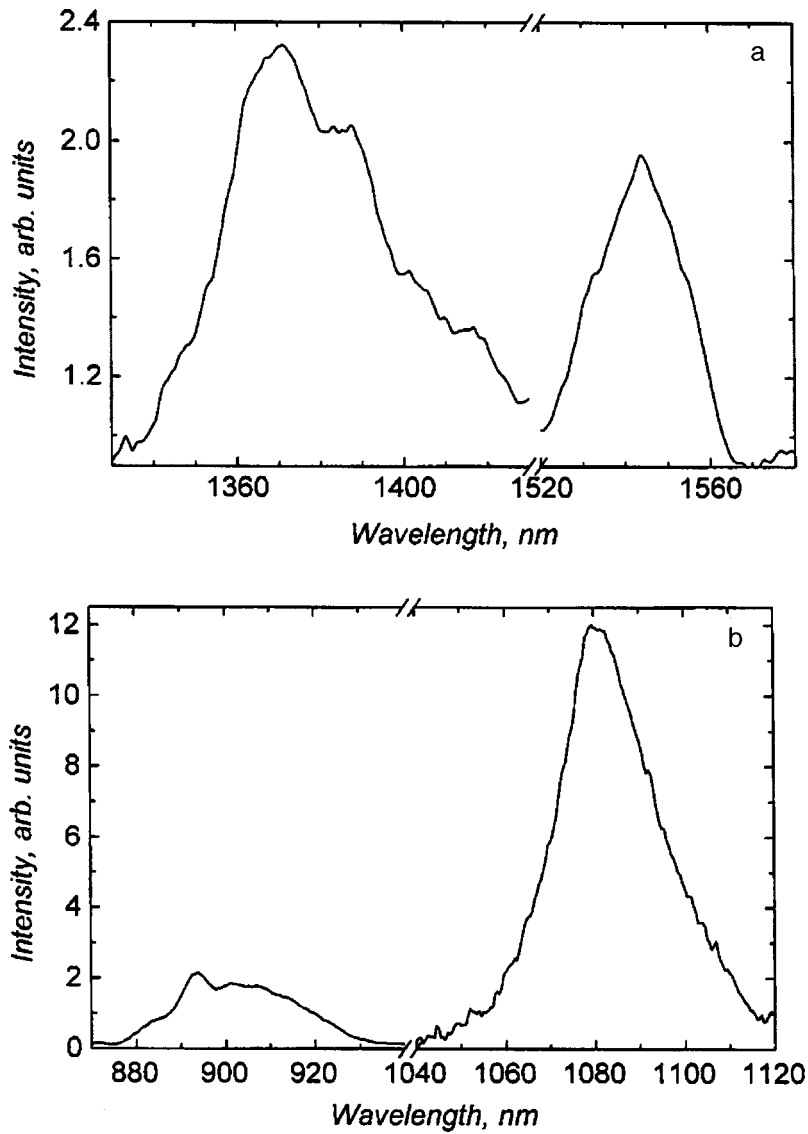 2.4
a
2.0
1.6
1.2
Intensity, arb. units
1360 1400 1520 1560
Wavelength, nm
12
b
10
8
6
4
2
0
Intensity, arb. units
880 900 920 1040 1060 1080 1100 1120
Wavelength, nm